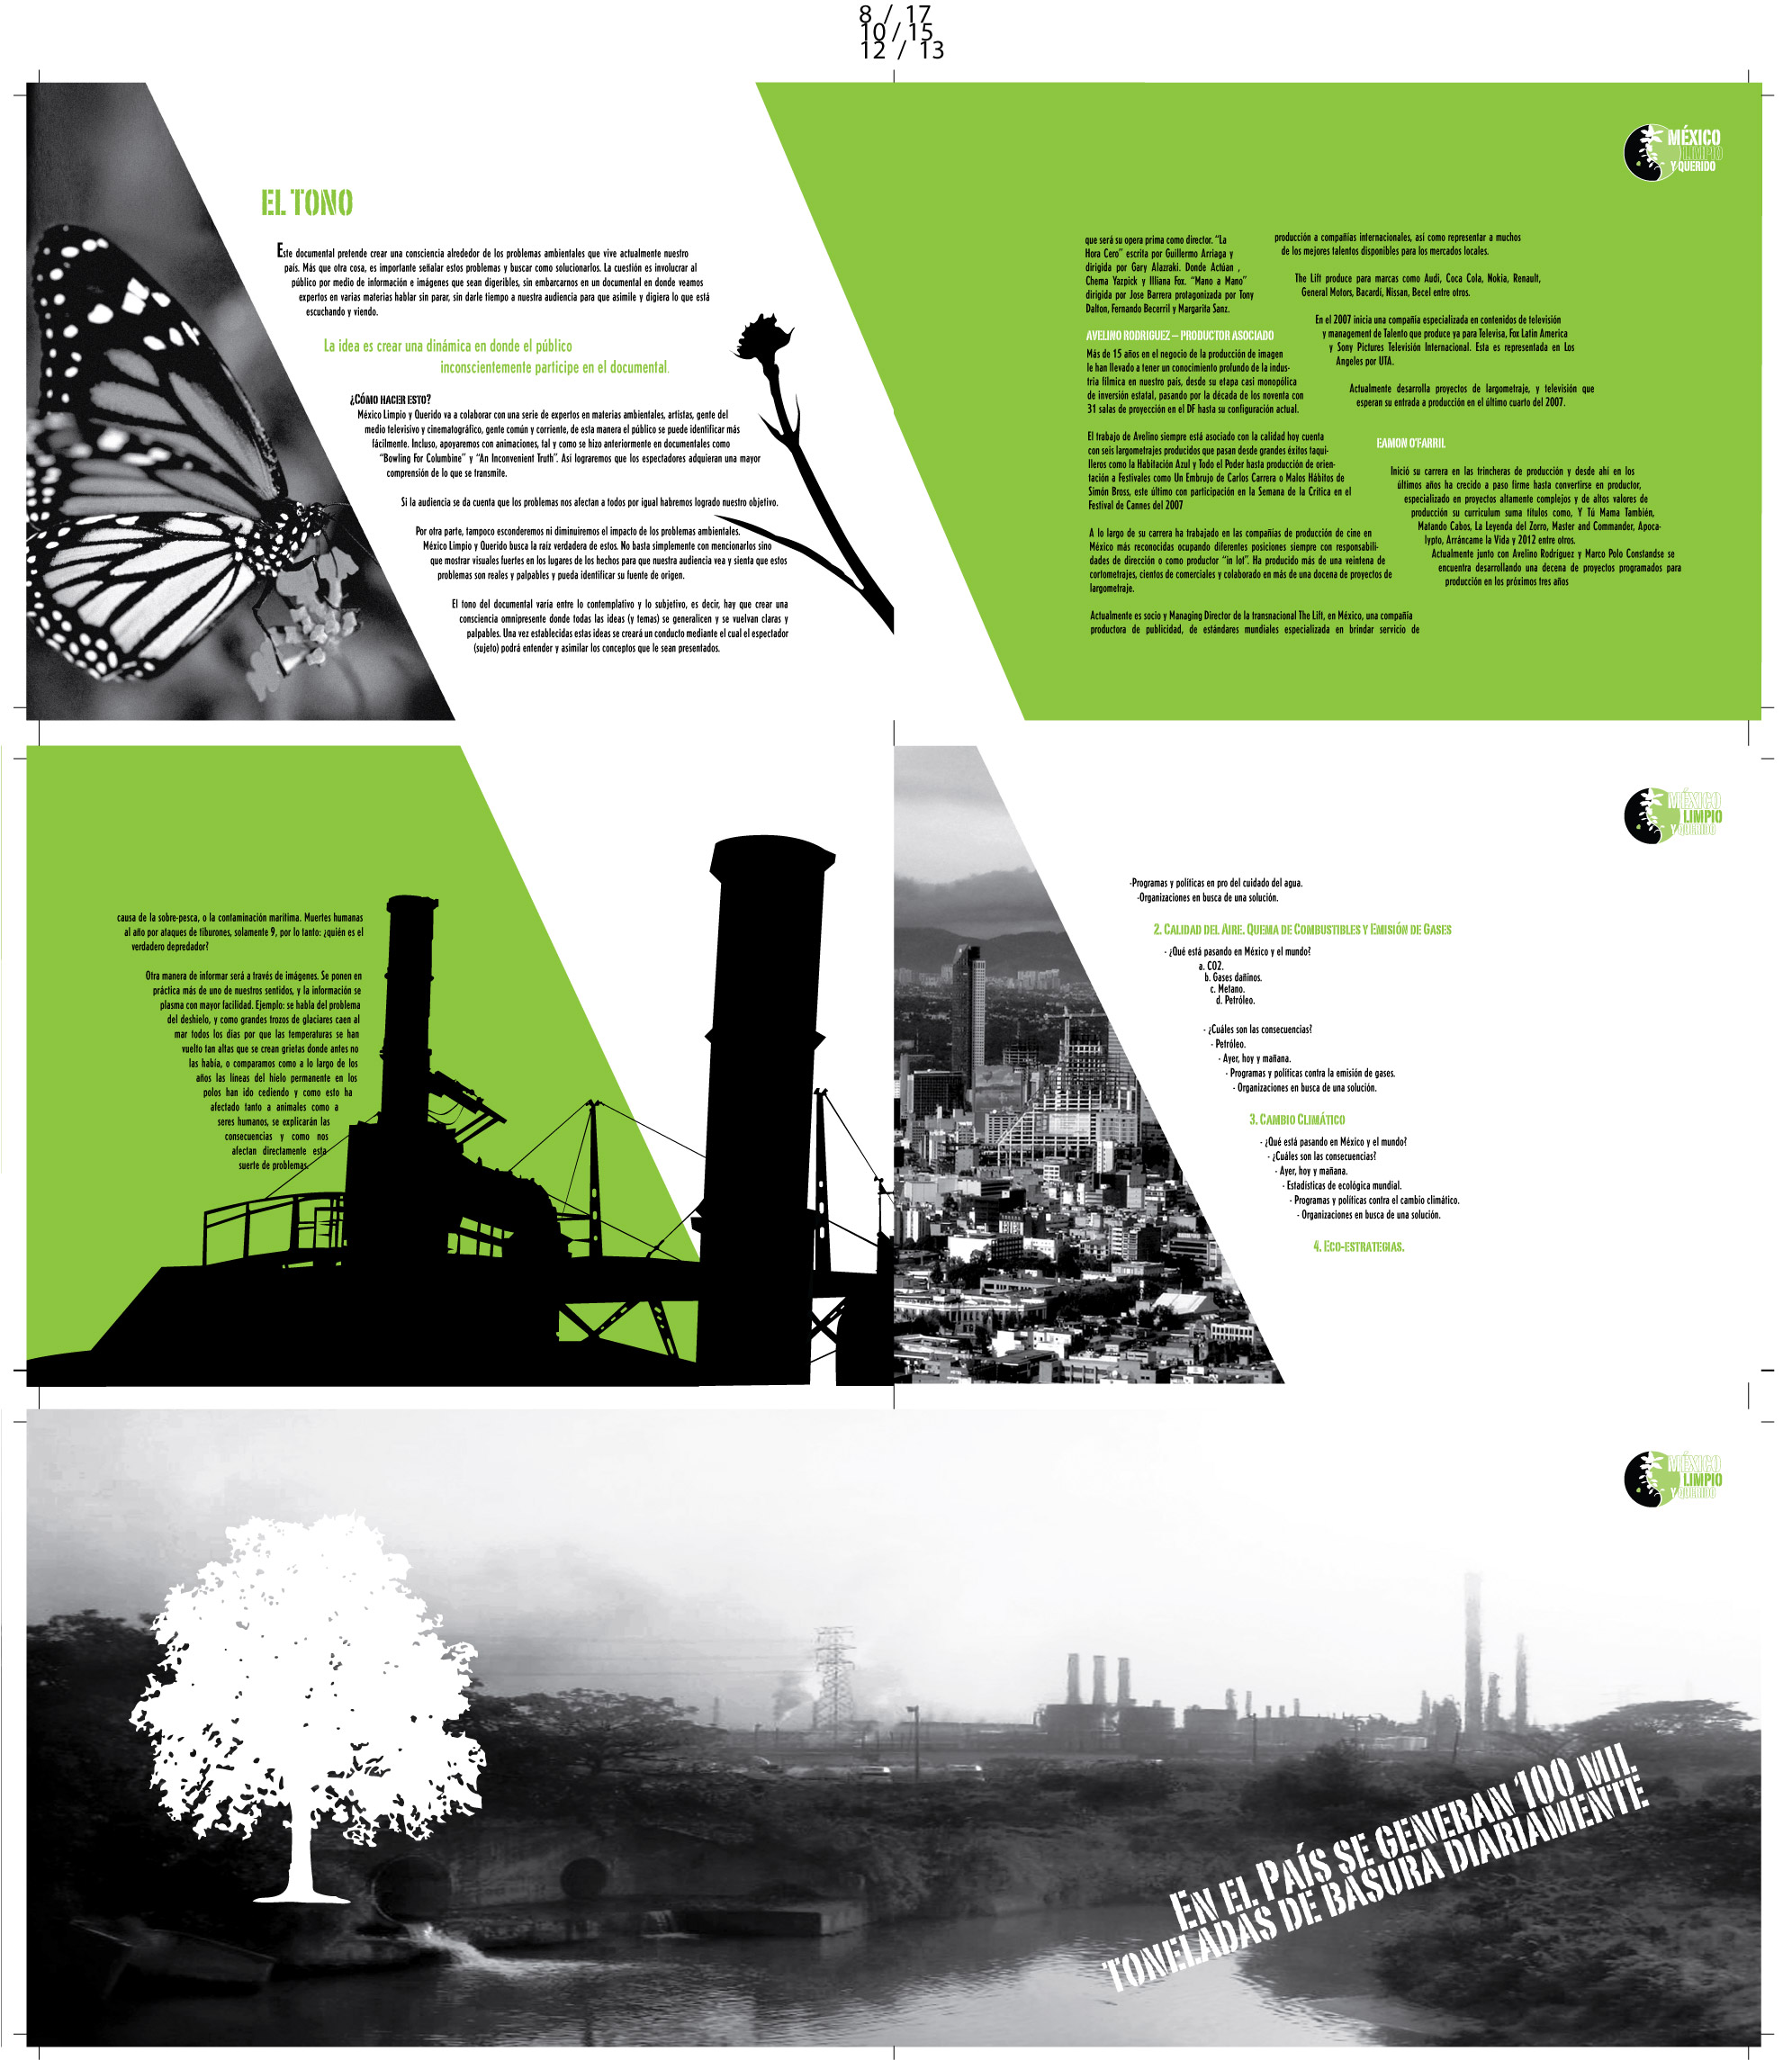 8 / 17
10 / 15
12 / 13
EL TONO
Este documental pretende crear una consciencia alrededor de los problemas ambientales que vive actualmente nuestro
país. Más que otra cosa, es importante señalar estos problemas y buscar como solucionarlos. La cuestión es involucrar al
público por medio de información e imágenes que sean digeribles, sin embarcarnos en un documental en donde veamos
expertos en varias materias hablar sin parar, sin darle tiempo a nuestra audiencia para que asimile y digiera lo que está
escuchando y viendo.
La idea es crear una dinámica en donde el público
inconscientemente participe en el documental.
¿CÓMO HACER ESTO?
México Limpio y Querido va a colaborar con una serie de expertos en materias ambientales, artistas, gente del
medio televisivo y cinematográfico, gente común y corriente, de esta manera el público se puede identificar más
fácilmente. Incluso, apoyaremos con animaciones, tal y como se hizo anteriormente en documentales como
"Bowling For Columbine" y "An Inconvenient Truth". Así lograremos que los espectadores adquieran una mayor
comprensión de lo que se transmite.
Si la audiencia se da cuenta que los problemas nos afectan a todos por igual habremos logrado nuestro objetivo.
Por otra parte, tampoco esconderemos ni diminuiremos el impacto de los problemas ambientales.
México Limpio y Querido busca la raíz verdadera de estos. No basta simplemente con mencionarlos sino
que mostrar visuales fuertes en los lugares de los hechos para que nuestra audiencia vea y sienta que estos
problemas son reales y palpables y pueda identificar su fuente de origen.
El tono del documental varia entre lo contemplativo y lo subjetivo, es decir, hay que crear una
consciencia omnipresente donde todas las ideas (y temas) se generalicen y se vuelvan claras y
palpables. Una vez establecidas estas ideas se creará un conducto mediante el cual el espectador
(sujeto) podrá entender y asimilar los conceptos que le sean presentados.
MÉXICO
LIMPIO
Y QUERIDO
que será su opera prima como director. "La
Hora Cero" escrita por Guillermo Arriaga y
dirigida por Gary Alazraki. Donde Actúan ,
Chema Yazpick y Illiana Fox. "Mano a Mano"
dirigida por Jose Barrera protagonizada por Tony
Dalton, Fernando Becerril y Margarita Sanz.
AVELINO RODRIGUEZ – PRODUCTOR ASOCIADO
Más de 15 años en el negocio de la producción de imagen
le han llevado a tener un conocimiento profundo de la indus-
tria fílmica en nuestro país, desde su etapa casi monopólica
de inversión estatal, pasando por la década de los noventa con
31 salas de proyección en el DF hasta su configuración actual.
El trabajo de Avelino siempre está asociado con la calidad hoy cuenta
con seis largometrajes producidos que pasan desde grandes éxitos taqui-
lleros como la Habitación Azul y Todo el Poder hasta producción de orien-
tación a Festivales como Un Embrujo de Carlos Carrera o Malos Hábitos de
Simón Bross, este último con participación en la Semana de la Crítica en el
Festival de Cannes del 2007
A lo largo de su carrera ha trabajado en las compañías de producción de cine en
México más reconocidas ocupando diferentes posiciones siempre con responsabili-
dades de dirección o como productor "in lot". Ha producido más de una veintena de
cortometrajes, cientos de comerciales y colaborado en más de una docena de proyectos de
largometraje.
Actualmente es socio y Managing Director de la transnacional The Lift, en México, una compañía
productora de publicidad, de estándares mundiales especializada en brindar servicio de
producción a compañías internacionales, así como representar a muchos
de los mejores talentos disponibles para los mercados locales.
The Lift produce para marcas como Audi, Coca Cola, Nokia, Renault,
General Motors, Bacardi, Nissan, Becel entre otros.
En el 2007 inicia una compañía especializada en contenidos de televisión
y management de Talento que produce ya para Televisa, Fox Latin America
y Sony Pictures Televisión Internacional. Esta es representada en Los
Angeles por UTA.
Actualmente desarrolla proyectos de largometraje, y televisión que
esperan su entrada a producción en el último cuarto del 2007.
EAMON O'FARRIL
Inició su carrera en las trincheras de producción y desde ahí en los
últimos años ha crecido a paso firme hasta convertirse en productor,
especializado en proyectos altamente complejos y de altos valores de
producción su curriculum suma títulos como, Y Tú Mama También,
Matando Cabos, La Leyenda del Zorro, Master and Commander, Apoca-
lypto, Arráncame la Vida y 2012 entre otros.
Actualmente junto con Avelino Rodríguez y Marco Polo Constandse se
encuentra desarrollando una decena de proyectos programados para
producción en los próximos tres años
causa de la sobre-pesca, o la contaminación marítima. Muertes humanas
al año por ataques de tiburones, solamente 9, por lo tanto: ¿quién es el
verdadero depredador?
Otra manera de informar será a través de imágenes. Se ponen en
práctica más de uno de nuestros sentidos, y la información se
plasma con mayor facilidad. Ejemplo: se habla del problema
del deshielo, y como grandes trozos de glaciares caen al
mar todos los días por que las temperaturas se han
vuelto tan altas que se crean grietas donde antes no
las había, o comparamos como a lo largo de los
años las líneas del hielo permanente en los
polos han ido cediendo y como esto ha
afectado tanto a animales como a
seres humanos, se explicarán las
consecuencias y como nos
afectan directamente esta
suerte de problemas.
MÉXICO
LIMPIO
Y QUERIDO
-Programas y políticas en pro del cuidado del agua.
-Organizaciones en busca de una solución.
2. CALIDAD DEL AIRE. QUEMA DE COMBUSTIBLES Y EMISIÓN DE GASES
- ¿Qué está pasando en México y el mundo?
a. CO2.
b. Gases dañinos.
c. Metano.
d. Petróleo.
- ¿Cuáles son las consecuencias?
- Petróleo.
- Ayer, hoy y mañana.
- Programas y políticas contra la emisión de gases.
- Organizaciones en busca de una solución.
3. CAMBIO CLIMÁTICO
- ¿Qué está pasando en México y el mundo?
- ¿Cuáles son las consecuencias?
- Ayer, hoy y mañana.
- Estadísticas de ecológica mundial.
- Programas y políticas contra el cambio climático.
- Organizaciones en busca de una solución.
4. ECO-ESTRATEGIAS.
MÉXICO
LIMPIO
Y QUERIDO
EN EL PAÍS SE GENERAN 100 MIL
TONELADAS DE BASURA DIARIAMENTE